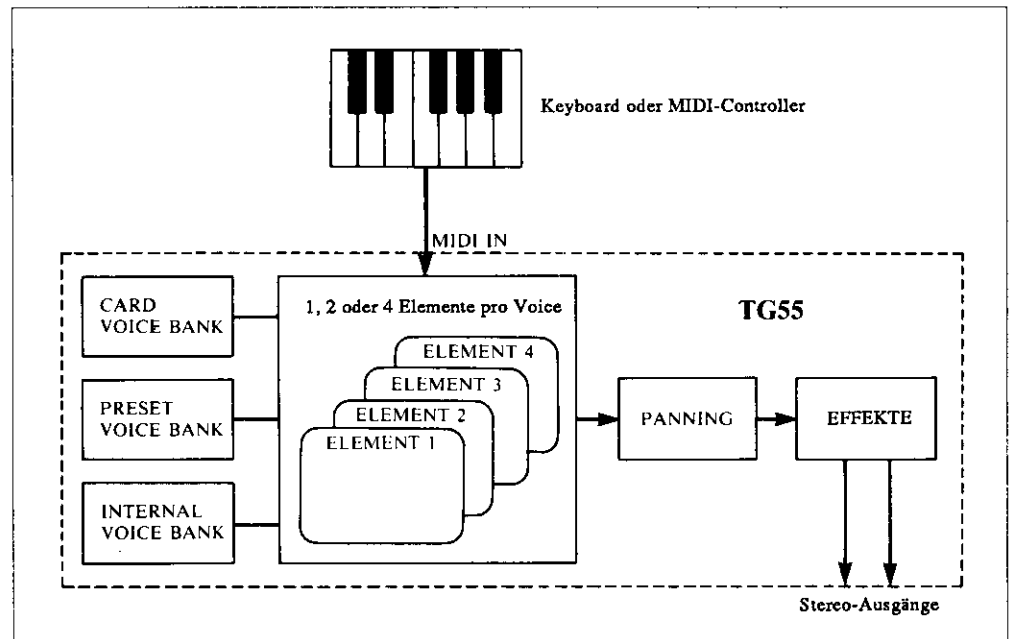 Keyboard oder MIDI-Controller
MIDI IN
TG55
CARD
VOICE BANK
PRESET
VOICE BANK
INTERNAL
VOICE BANK
1, 2 oder 4 Elemente pro Voice
ELEMENT 4
ELEMENT 3
ELEMENT 2
ELEMENT 1
PANNING
EFFEKTE
Stereo-Ausgänge